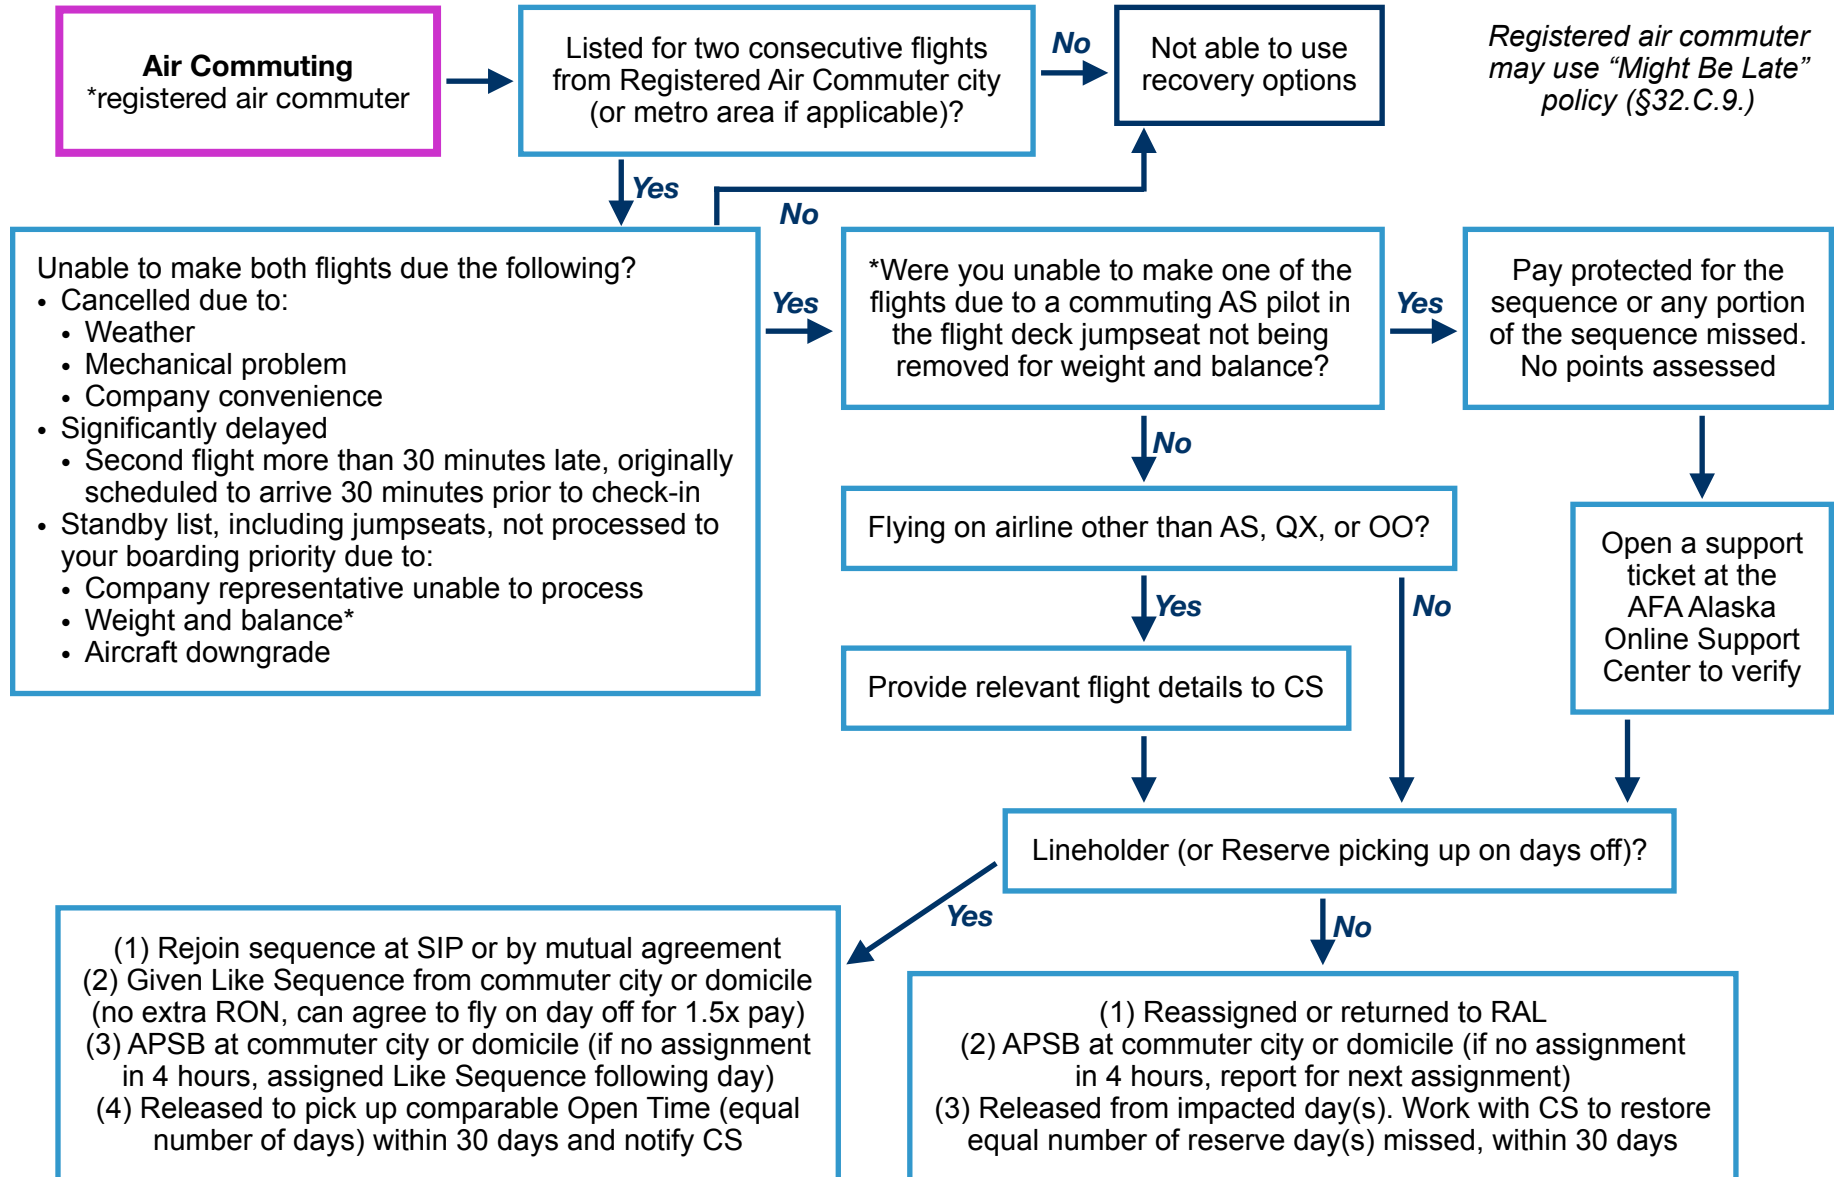 Air Commuting
*registered air commuter
Listed for two consecutive flights
from Registered Air Commuter city
(or metro area if applicable)?
No
Not able to use
recovery options
Registered air commuter
may use “Might Be Late”
policy (§32.C.9.)
Yes
No
Unable to make both flights due the following?
• Cancelled due to:
• Weather
• Mechanical problem
• Company convenience
• Significantly delayed
• Second flight more than 30 minutes late, originally
scheduled to arrive 30 minutes prior to check-in
• Standby list, including jumpseats, not processed to
your boarding priority due to:
• Company representative unable to process
• Weight and balance*
• Aircraft downgrade
Yes
*Were you unable to make one of the
flights due to a commuting AS pilot in
the flight deck jumpseat not being
removed for weight and balance?
Yes
Pay protected for the
sequence or any portion
of the sequence missed.
No points assessed
No
Flying on airline other than AS, QX, or OO?
Open a support
ticket at the
AFA Alaska
Online Support
Center to verify
Yes
No
Provide relevant flight details to CS
Lineholder (or Reserve picking up on days off)?
Yes
No
(1) Rejoin sequence at SIP or by mutual agreement
(2) Given Like Sequence from commuter city or domicile
(no extra RON, can agree to fly on day off for 1.5x pay)
(3) APSB at commuter city or domicile (if no assignment
in 4 hours, assigned Like Sequence following day)
(4) Released to pick up comparable Open Time (equal
number of days) within 30 days and notify CS
(1) Reassigned or returned to RAL
(2) APSB at commuter city or domicile (if no assignment
in 4 hours, report for next assignment)
(3) Released from impacted day(s). Work with CS to restore
equal number of reserve day(s) missed, within 30 days